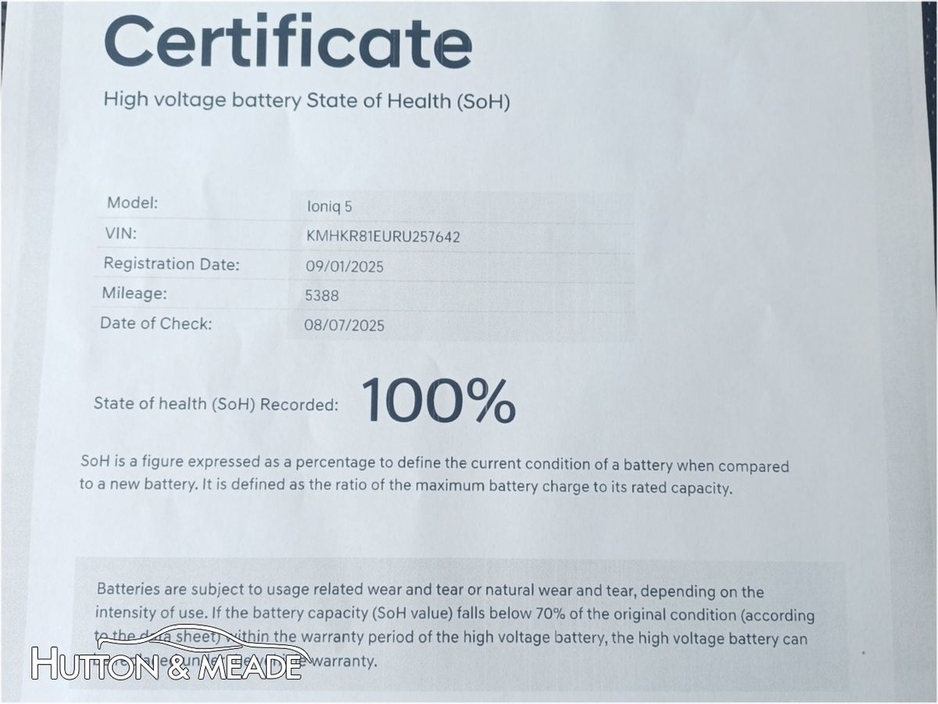 Certificate
High voltage battery State of Health (SoH)
Model: Ioniq 5
VIN: KMHKR81EURU257642
Registration Date: 09/01/2025
Mileage: 5388
Date of Check: 08/07/2025
State of health (SoH) Recorded: 100%
SoH is a figure expressed as a percentage to define the current condition of a battery when compared
to a new battery. It is defined as the ratio of the maximum battery charge to its rated capacity.
Batteries are subject to usage related wear and tear or natural wear and tear, depending on the
intensity of use. If the battery capacity (SoH value) falls below 70% of the original condition (according
to the data sheet) within the warranty period of the high voltage battery, the high voltage battery can
warranty.
HUTTON & MEADE